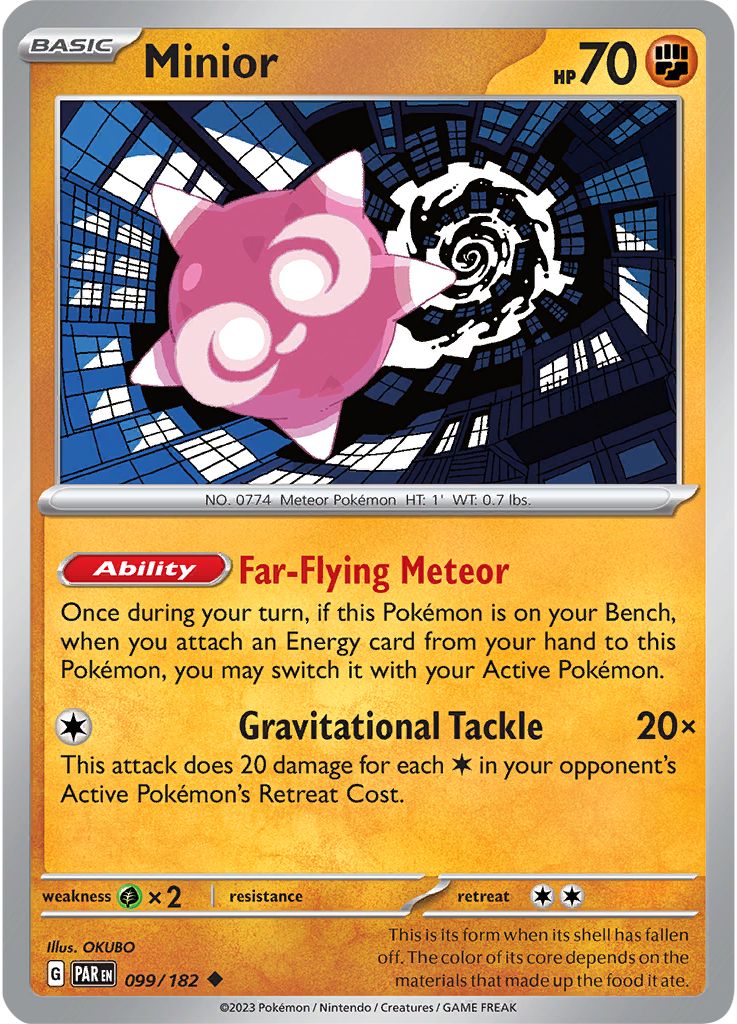 BASIC Minior HP 70
NO. 0774 Meteor Pokémon HT: 1' WT: 0.7 lbs.
Ability Far-Flying Meteor
Once during your turn, if this Pokémon is on your Bench,
when you attach an Energy card from your hand to this
Pokémon, you may switch it with your Active Pokémon.
Gravitational Tackle 20×
This attack does 20 damage for each in your opponent's
Active Pokémon's Retreat Cost.
weakness ×2 resistance retreat
Illus. OKUBO
G PAR EN 099/182
This is its form when its shell has fallen
off. The color of its core depends on the
materials that made up the food it ate.
©2023 Pokémon / Nintendo / Creatures / GAME FREAK